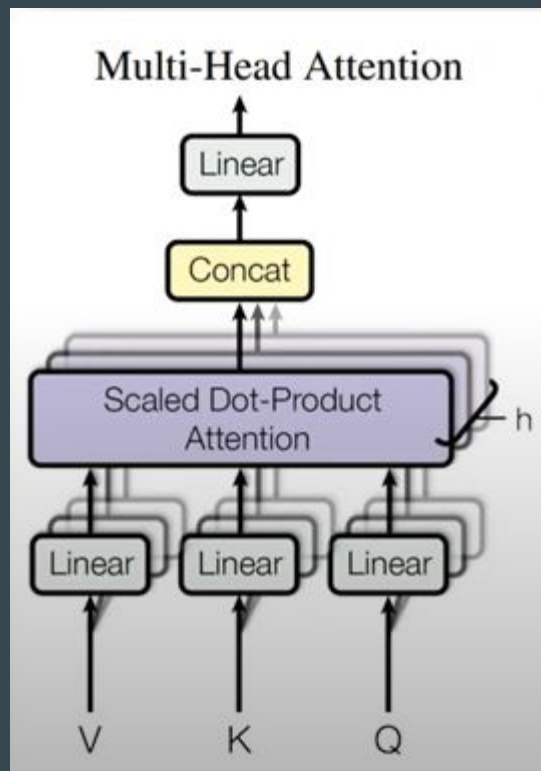 Multi-Head Attention
Linear
Concat
Scaled Dot-Product
Attention
h
Linear
Linear
Linear
V
K
Q